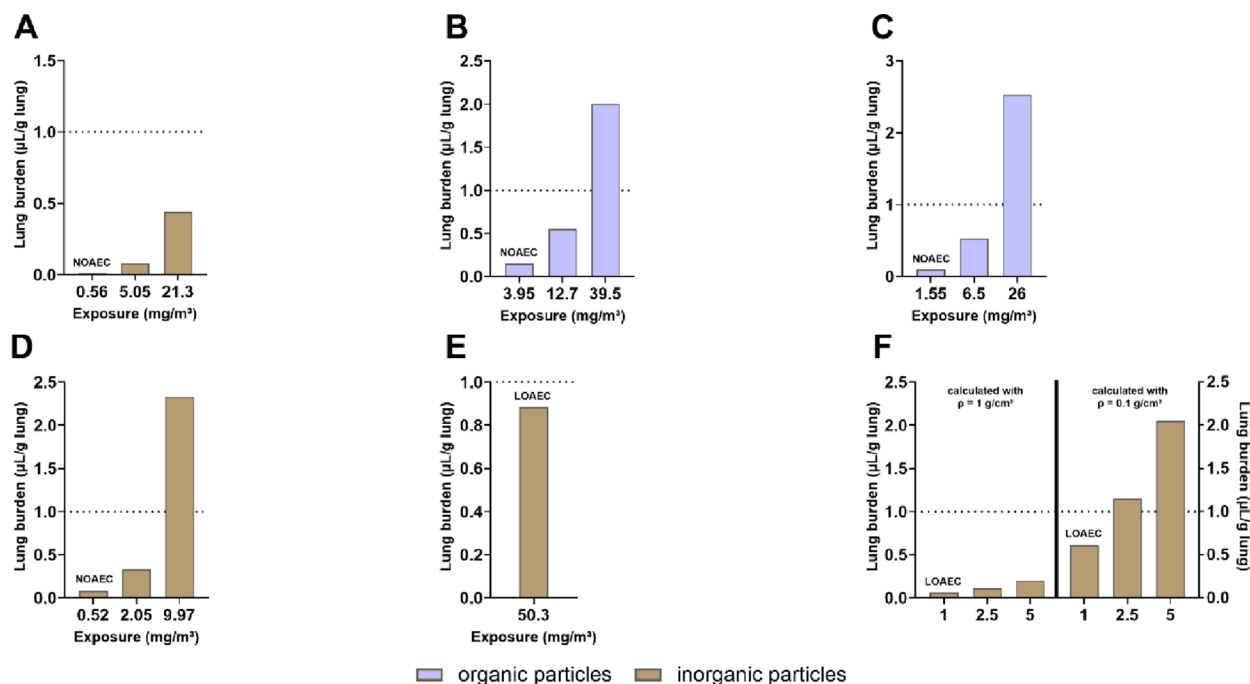 A
Lung burden (µL/g lung)
1.5
1.0
0.5
0.0
NOAEC
0.56 5.05 21.3
Exposure (mg/m³)
B
Lung burden (µL/g lung)
2.5
2.0
1.5
1.0
0.5
0.0
NOAEC
3.95 12.7 39.5
Exposure (mg/m³)
C
Lung burden (µL/g lung)
3
2
1
0
NOAEC
1.55 6.5 26
Exposure (mg/m³)
D
Lung burden (µL/g lung)
2.5
2.0
1.5
1.0
0.5
0.0
NOAEC
0.52 2.05 9.97
Exposure (mg/m³)
E
Lung burden (µL/g lung)
1.0
0.8
0.6
0.4
0.2
0.0
LOAEC
50.3
Exposure (mg/m³)
F
Lung burden (µL/g lung)
2.5
2.0
1.5
1.0
0.5
0.0
calculated with
ρ = 1 g/cm³
LOAEC
1 2.5 5
calculated with
ρ = 0.1 g/cm³
LOAEC
1 2.5 5
2.5
2.0
1.5
1.0
0.5
0.0
Lung burden (µL/g lung)
organic particles
inorganic particles